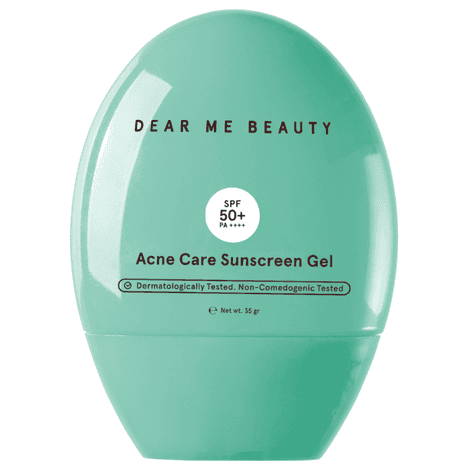 DEAR ME BEAUTY
SPF
50+
PA ++++
Acne Care Sunscreen Gel
Dermatologically Tested. Non-Comedogenic Tested
℮ Net wt. 35 gr